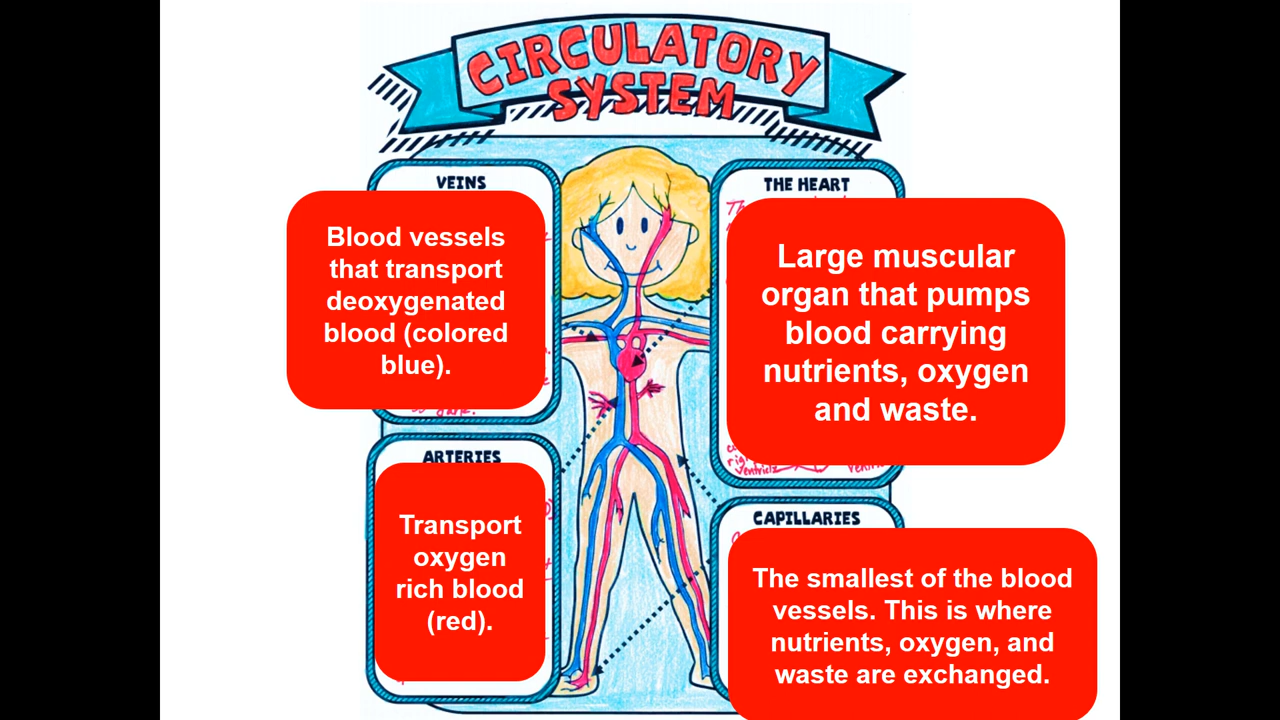 CIRCULATORY
SYSTEM
VEINS
Blood vessels
that transport
deoxygenated
blood (colored
blue).
THE HEART
Large muscular
organ that pumps
blood carrying
nutrients, oxygen
and waste.
ARTERIES
Transport
oxygen
rich blood
(red).
CAPILLARIES
The smallest of the blood
vessels. This is where
nutrients, oxygen, and
waste are exchanged.